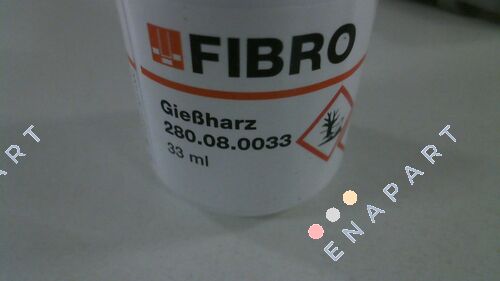 FIBRO
Gießharz
280.08.0033
33 ml
ENAPART